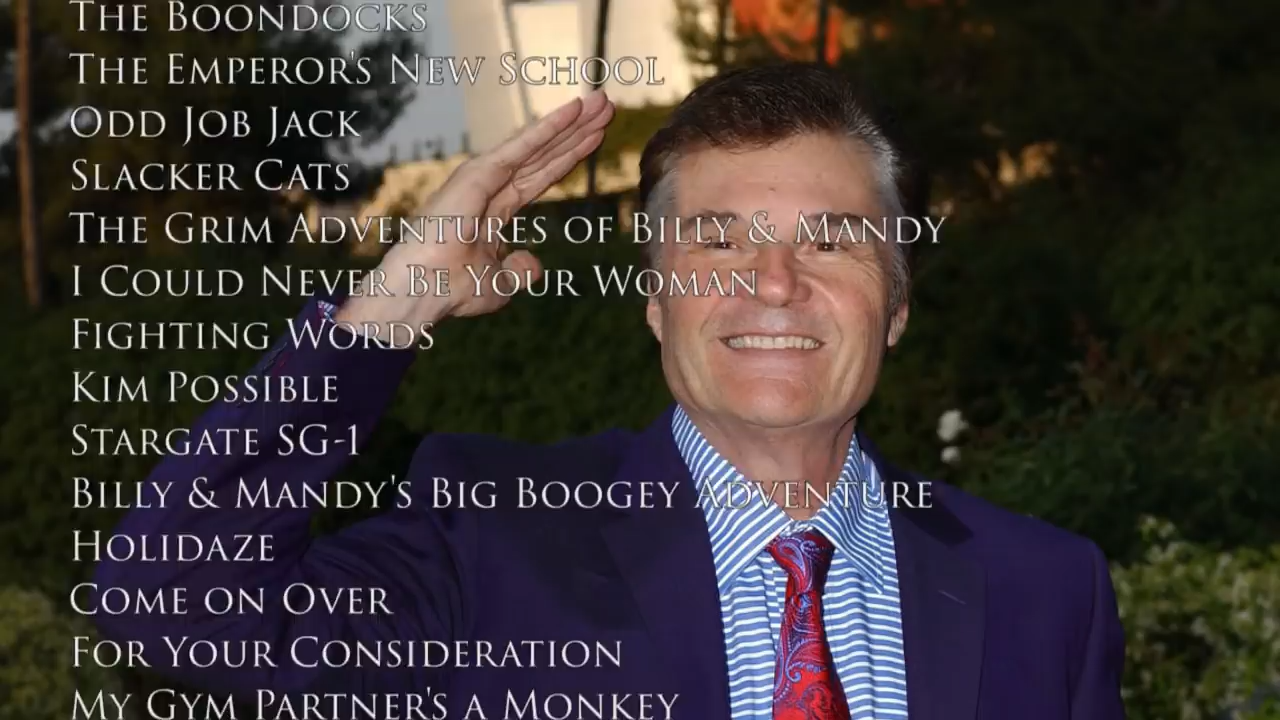 The Boondocks
The Emperor's New School
Odd Job Jack
Slacker Cats
The Grim Adventures of Billy & Mandy
I Could Never Be Your Woman
Fighting Words
Kim Possible
Stargate SG-1
Billy & Mandy's Big Boogey Adventure
Holidaze
Come on Over
For Your Consideration
My Gym Partner's a Monkey